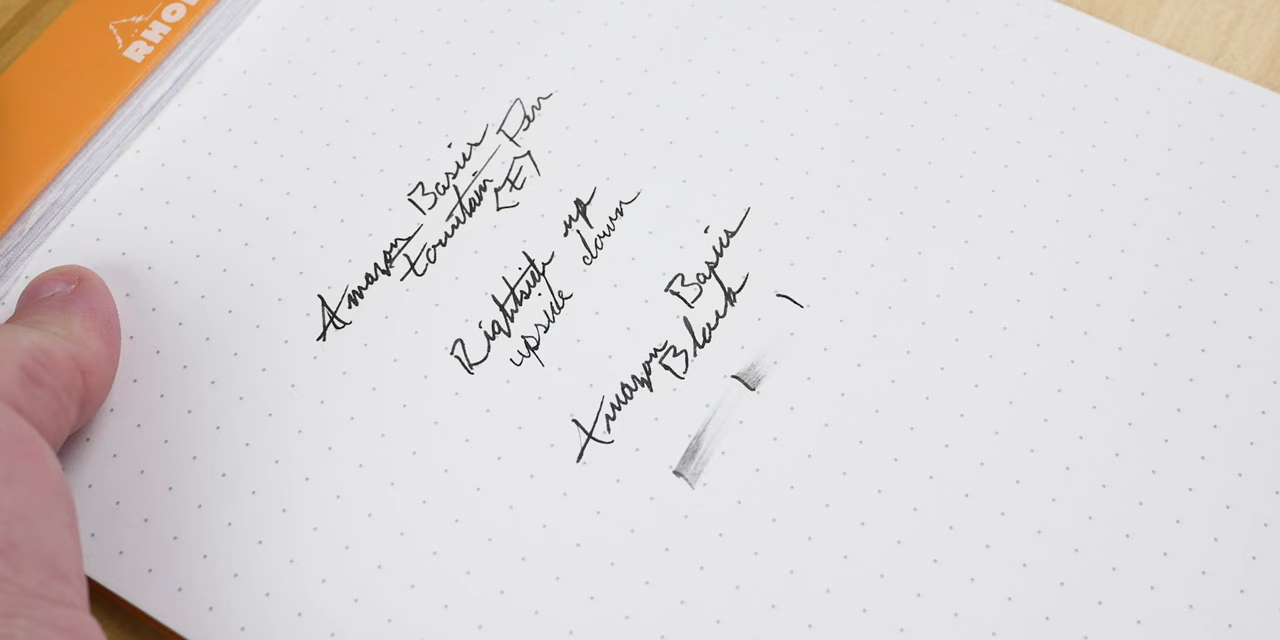 RHO
Amazon Basics Pen
Fountain [F]
Rightside up
upside down
Amazon Basics
Black